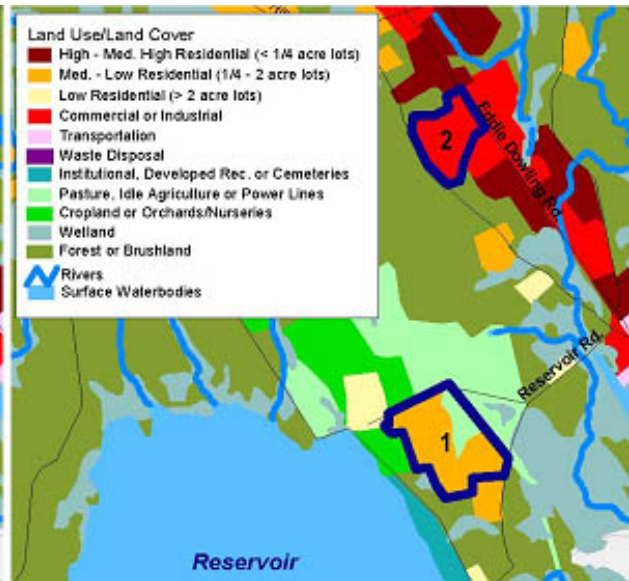 Land Use/Land Cover
High - Med. High Residential (< 1/4 acre lots)
Med. - Low Residential (1/4 - 2 acre lots)
Low Residential (> 2 acre lots)
Commercial or Industrial
Transportation
Waste Disposal
Institutional, Developed Rec. or Cemeteries
Pasture, Idle Agriculture or Power Lines
Cropland or Orchards/Nurseries
Wetland
Forest or Brushland
Rivers
Surface Waterbodies
2
Eddie Dowling Rd.
Reservoir Rd.
1
Reservoir